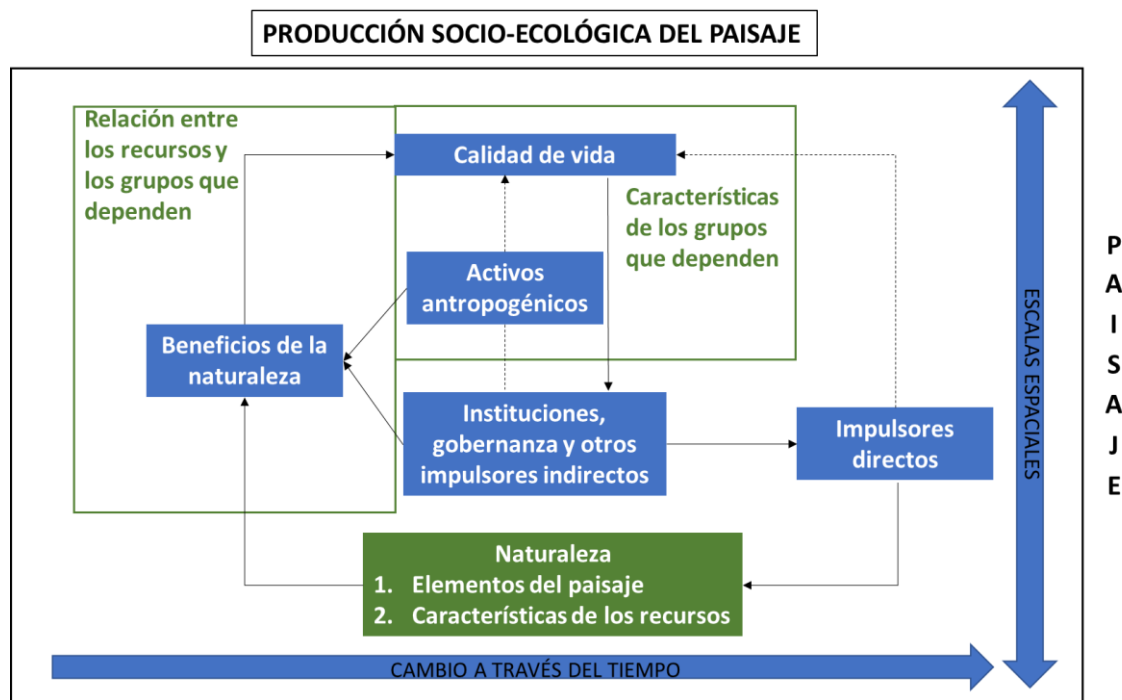 PRODUCCIÓN SOCIO-ECOLÓGICA DEL PAISAJE
Relación entre
los recursos y
los grupos que
dependen
Calidad de vida
Características
de los grupos
que dependen
Activos
antropogénicos
Beneficios de la
naturaleza
Instituciones,
gobernanza y otros
impulsores indirectos
Impulsores
directos
Naturaleza
1. Elementos del paisaje
2. Características de los recursos
CAMBIO A TRAVÉS DEL TIEMPO
ESCALAS ESPACIALES
P
A
I
S
A
J
E